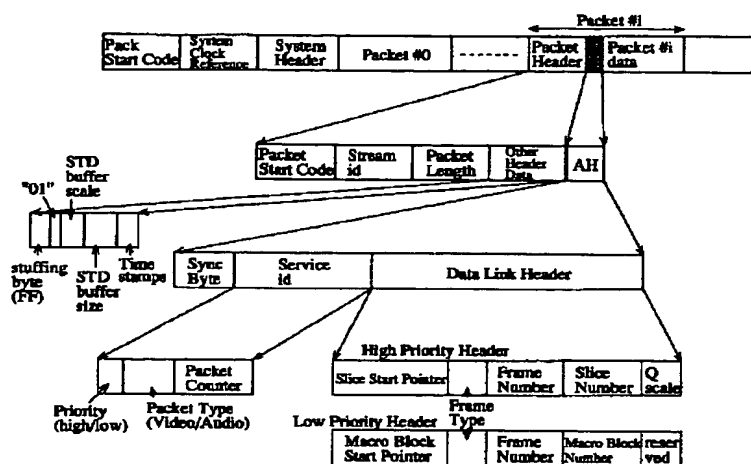 Packet #i
Pack Start Code
System Clock Reference
System Header
Packet #0
Packet Header
Packet #i data
Packet Start Code
Stream id
Packet Length
Other Header Data
AH
STD buffer scale
"01"
stuffing byte (FF)
STD buffer size
Time stamps
Sync Byte
Service id
Data Link Header
Packet Counter
Priority (high/low)
Packet Type (Video/Audio)
High Priority Header
Slice Start Pointer
Frame Number
Slice Number
Q scale
Frame Type
Low Priority Header
Macro Block Start Pointer
Frame Number
Macro Block Number
reser ved